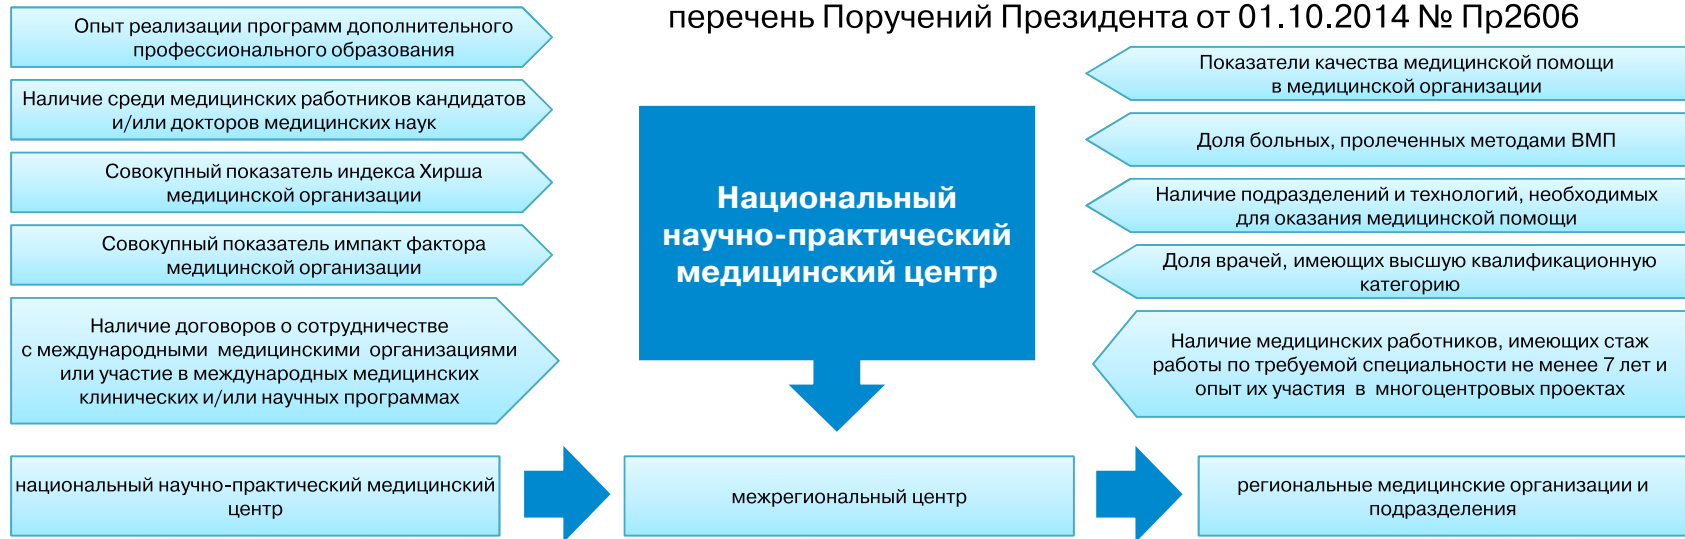 перечень Поручений Президента от 01.10.2014 № Пр2606
Опыт реализации программ дополнительного
профессионального образования
Наличие среди медицинских работников кандидатов
и/или докторов медицинских наук
Совокупный показатель индекса Хирша
медицинской организации
Совокупный показатель импакт фактора
медицинской организации
Наличие договоров о сотрудничестве
с международными медицинскими организациями
или участие в международных медицинских
клинических и/или научных программах
Национальный
научно-практический
медицинский центр
Показатели качества медицинской помощи
в медицинской организации
Доля больных, пролеченных методами ВМП
Наличие подразделений и технологий, необходимых
для оказания медицинской помощи
Доля врачей, имеющих высшую квалификационную
категорию
Наличие медицинских работников, имеющих стаж
работы по требуемой специальности не менее 7 лет и
опыт их участия в многоцентровых проектах
национальный научно-практический медицинский
центр
межрегиональный центр
региональные медицинские организации и
подразделения